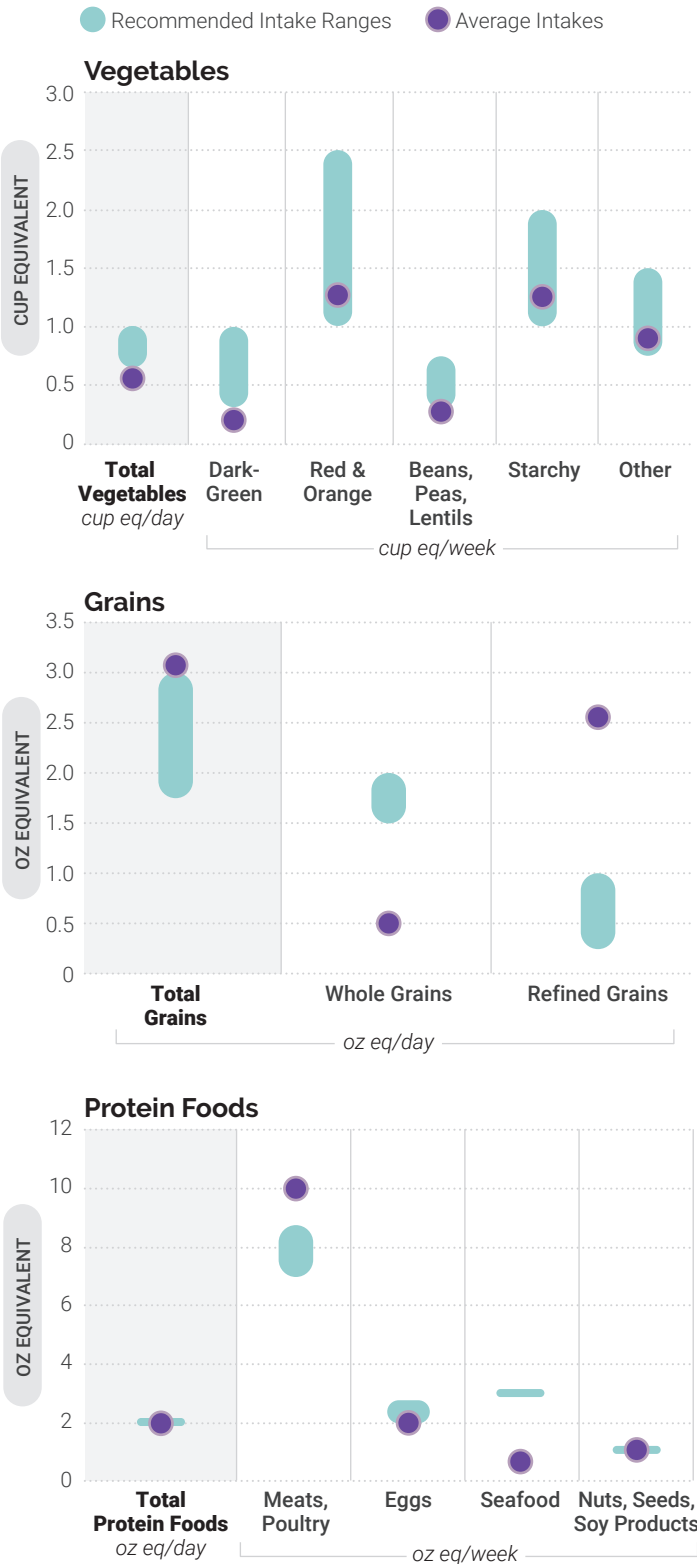 Recommended Intake Ranges Average Intakes
Vegetables
3.0
2.5
2.0
1.5
1.0
0.5
0
CUP EQUIVALENT
Total Vegetables cup eq/day
Dark-Green
Red & Orange
Beans, Peas, Lentils
Starchy
Other
cup eq/week
Grains
3.5
3.0
2.5
2.0
1.5
1.0
0.5
0
OZ EQUIVALENT
Total Grains
Whole Grains
Refined Grains
oz eq/day
Protein Foods
12
10
8
6
4
2
0
OZ EQUIVALENT
Total Protein Foods oz eq/day
Meats, Poultry
Eggs
Seafood
Nuts, Seeds, Soy Products
oz eq/week